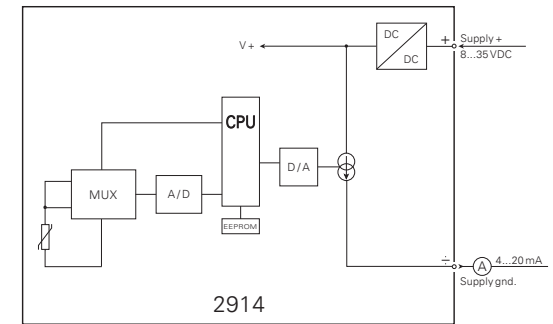 DC
DC
+ Supply +
8...35 VDC
V +
CPU
MUX
A/D
D/A
EEPROM
÷
A
4...20 mA
Supply gnd.
2914